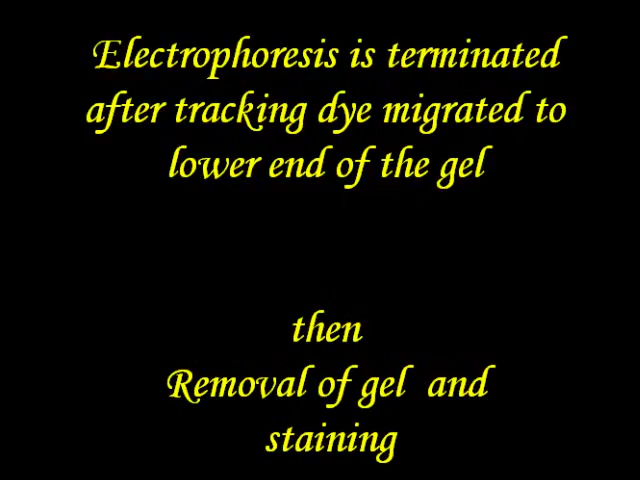 Electrophoresis is terminated
after tracking dye migrated to
lower end of the gel
then
Removal of gel and
staining